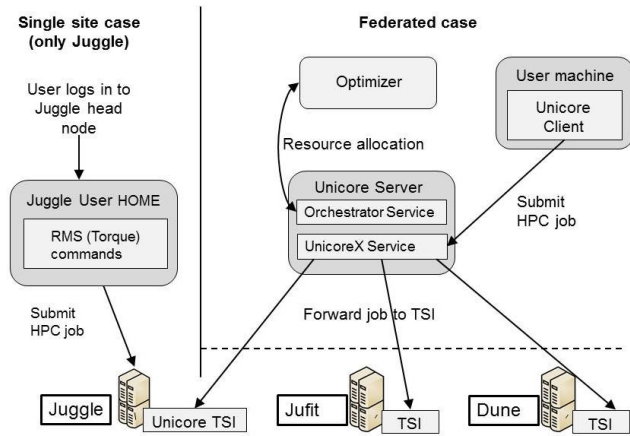 Single site case
(only Juggle)
Federated case
User logs in to
Juggle head
node
Optimizer
User machine
Unicore
Client
Resource allocation
Juggle User HOME
RMS (Torque)
commands
Unicore Server
Orchestrator Service
UnicoreX Service
Submit
HPC job
Submit
HPC job
Forward job to TSI
Juggle
Unicore TSI
Jufit
TSI
Dune
TSI